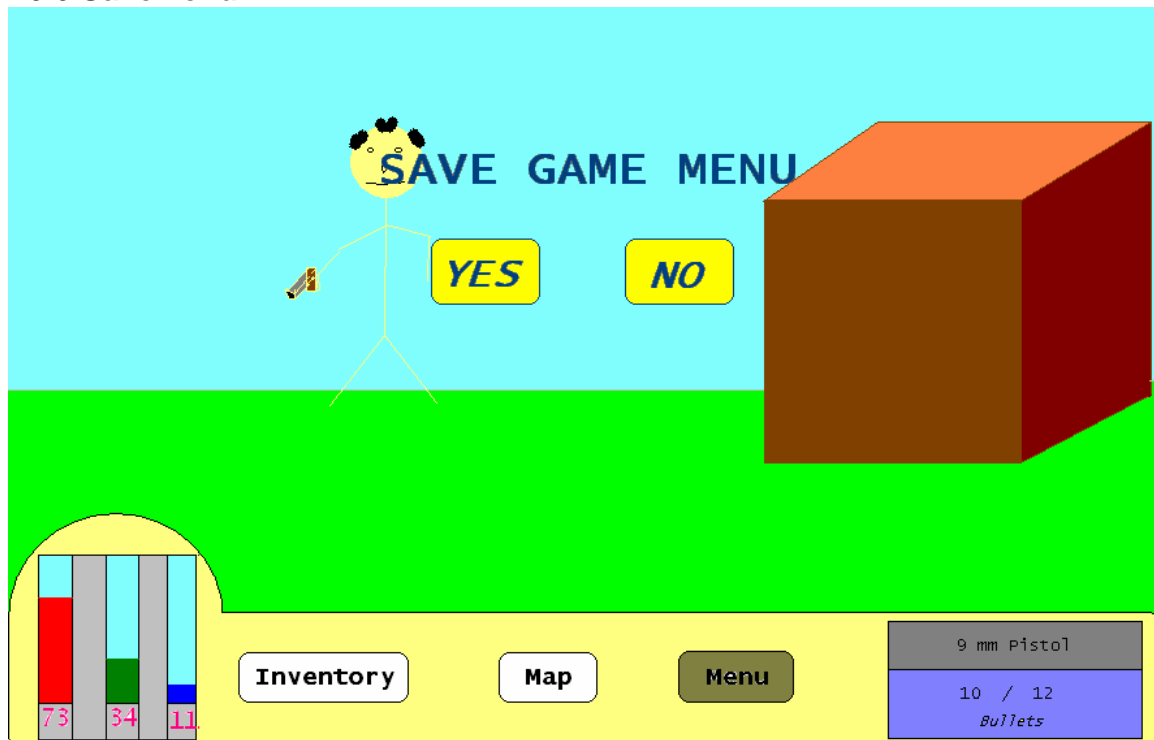 SAVE GAME MENU
YES NO
Inventory Map Menu
9 mm Pistol
10 / 12
Bullets
73 34 11